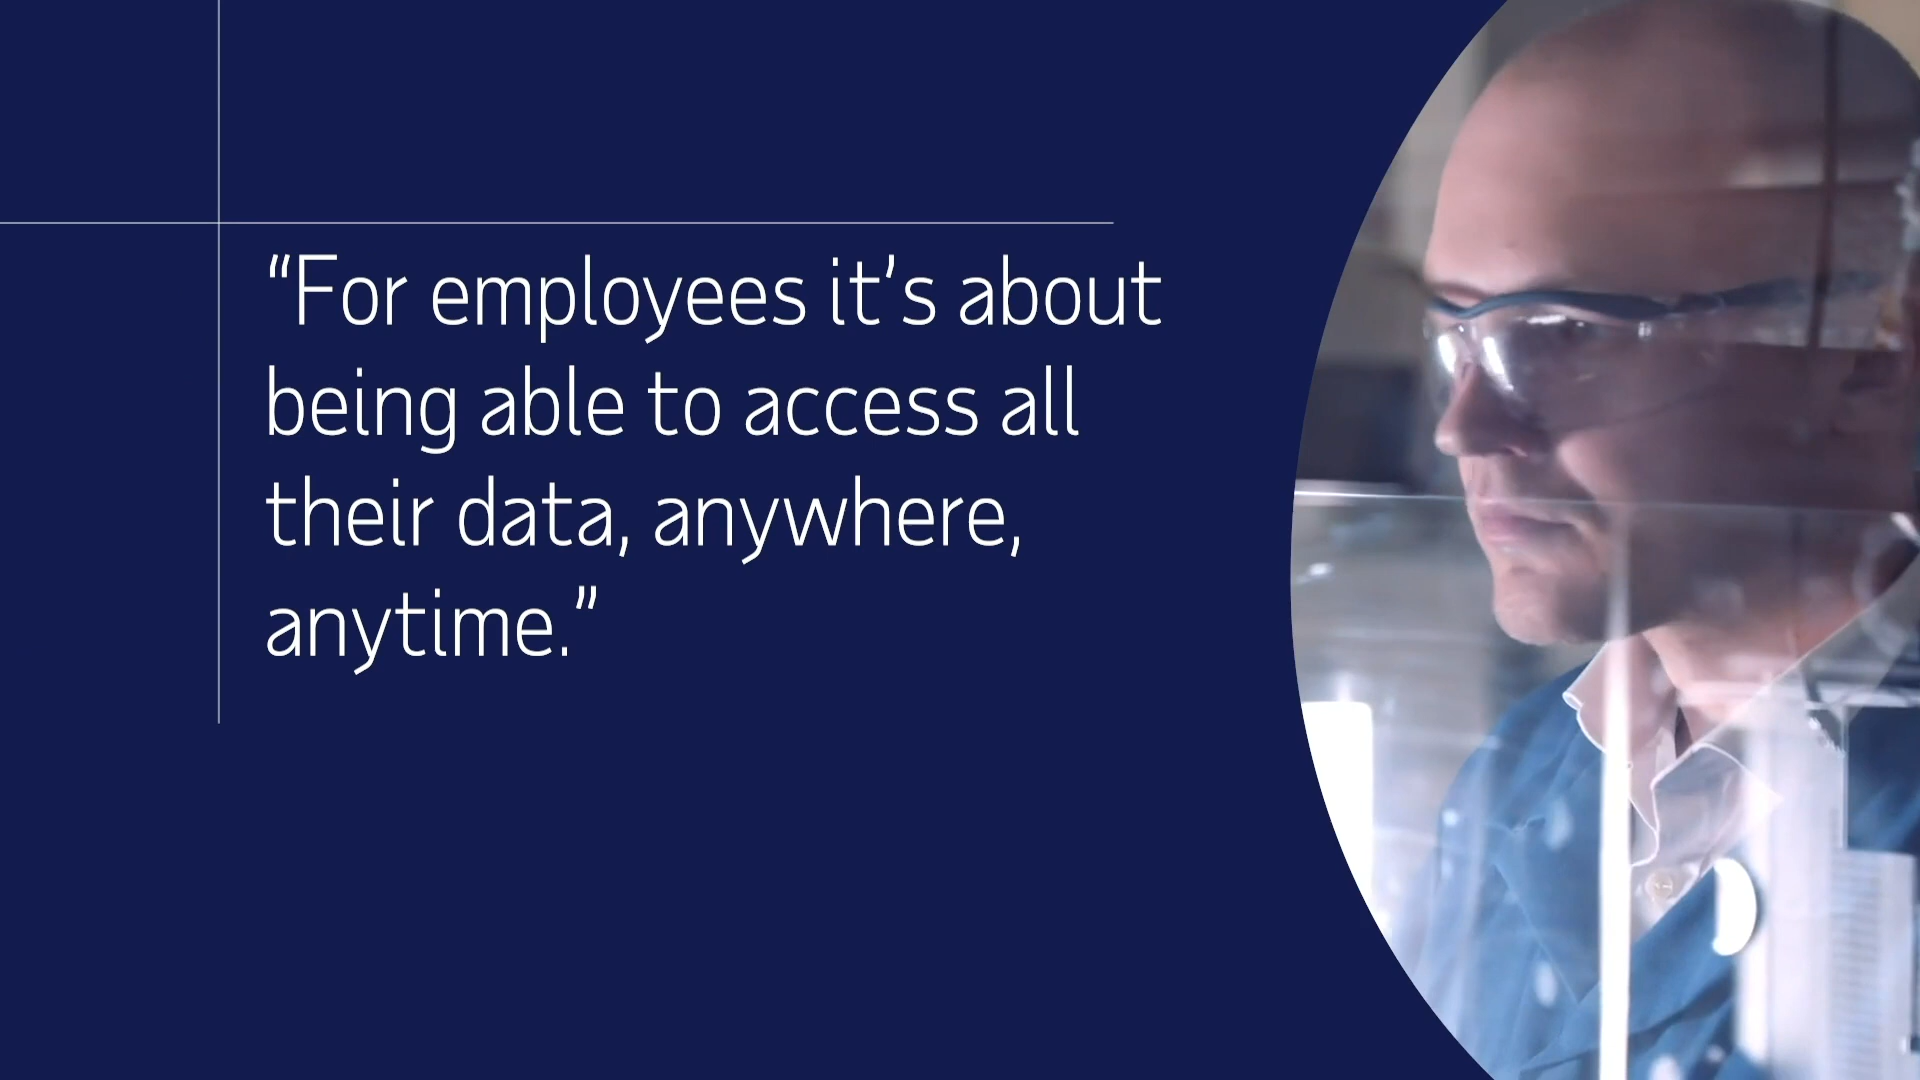 “For employees it’s about
being able to access all
their data, anywhere,
anytime.”